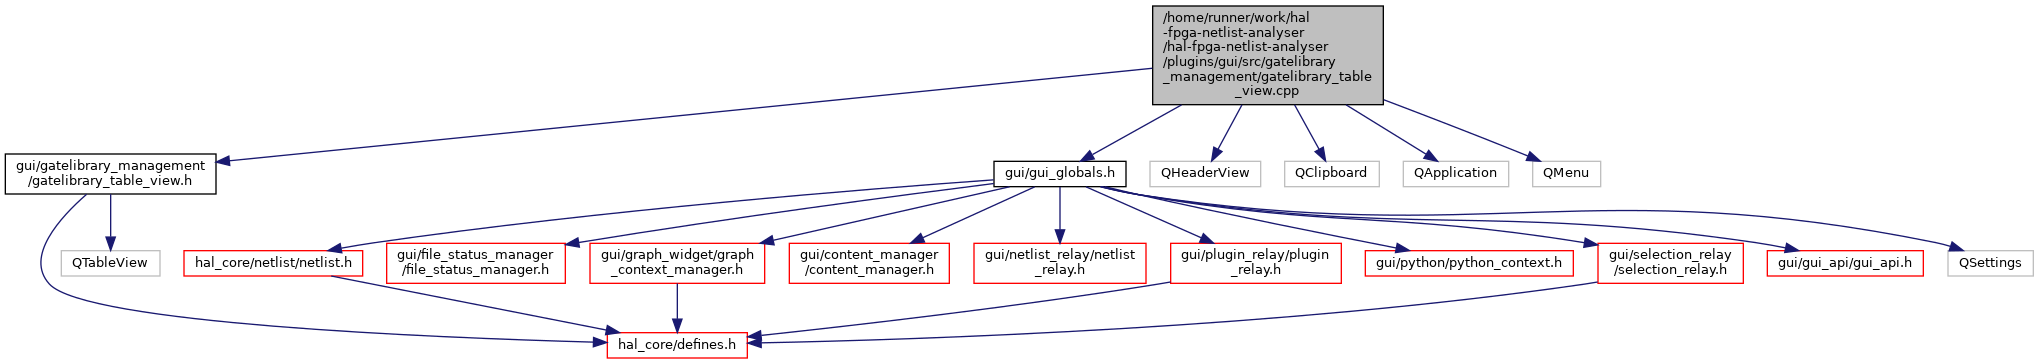 /home/runner/work/hal
-fpga-netlist-analyser
/hal-fpga-netlist-analyser
/plugins/gui/src/gatelibrary
_management/gatelibrary_table
_view.cpp
gui/gatelibrary_management
/gatelibrary_table_view.h
gui/gui_globals.h
QHeaderView
QClipboard
QApplication
QMenu
QTableView
hal_core/netlist/netlist.h
gui/file_status_manager
/file_status_manager.h
gui/graph_widget/graph
_context_manager.h
gui/content_manager
/content_manager.h
gui/netlist_relay/netlist
_relay.h
gui/plugin_relay/plugin
_relay.h
gui/python/python_context.h
gui/selection_relay
/selection_relay.h
gui/gui_api/gui_api.h
QSettings
hal_core/defines.h